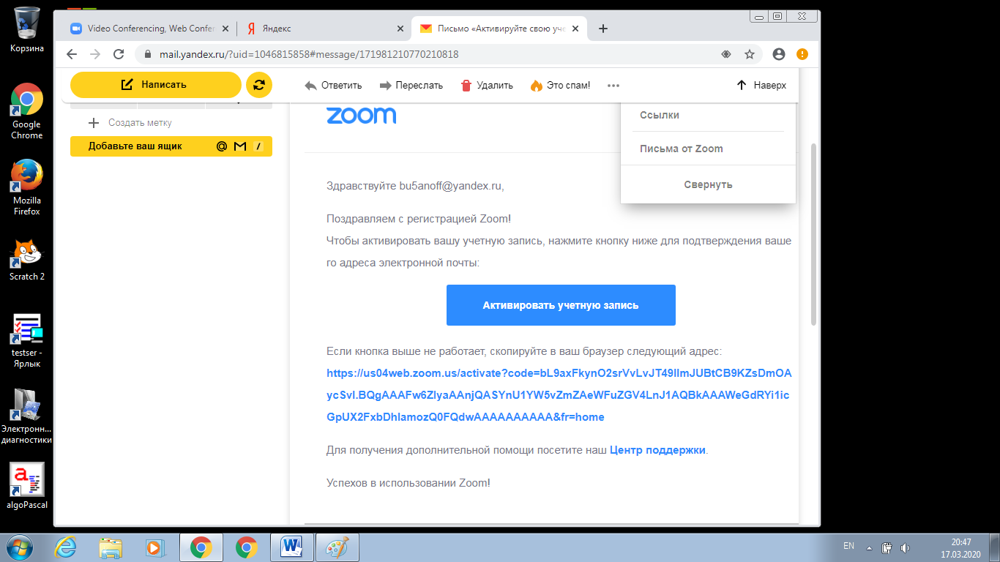 Корзина
Google
Chrome
Mozilla
Firefox
Scratch 2
testser -
Ярлык
Электронн...
диагностики
algoPascal
Video Conferencing, Web Confer
Яндекс
Письмо «Активируйте свою уче
mail.yandex.ru/?uid=1046815858#message/171981210770210818
Написать
Ответить
Переслать
Удалить
Это спам!
Наверх
Создать метку
Добавьте ваш ящик
zoom
Ссылки
Письма от Zoom
Свернуть
Здравствуйте bu5anoff@yandex.ru,
Поздравляем с регистрацией Zoom!
Чтобы активировать вашу учетную запись, нажмите кнопку ниже для подтверждения ваше
го адреса электронной почты:
Активировать учетную запись
Если кнопка выше не работает, скопируйте в ваш браузер следующий адрес:
https://us04web.zoom.us/activate?code=bL9axFkynO2srVvLvJT49IImJUBtCB9KZsDmOA
ycSvI.BQgAAAFw6ZIyaAAnjQASYnU1YW5vZmZAeWFuZGV4LnJ1AQBkAAAWeGdRYi1ic
GpUX2FxbDhIamozQ0FQdwAAAAAAAAAA&fr=home
Для получения дополнительной помощи посетите наш Центр поддержки.
Успехов в использовании Zoom!
EN
20:47
17.03.2020